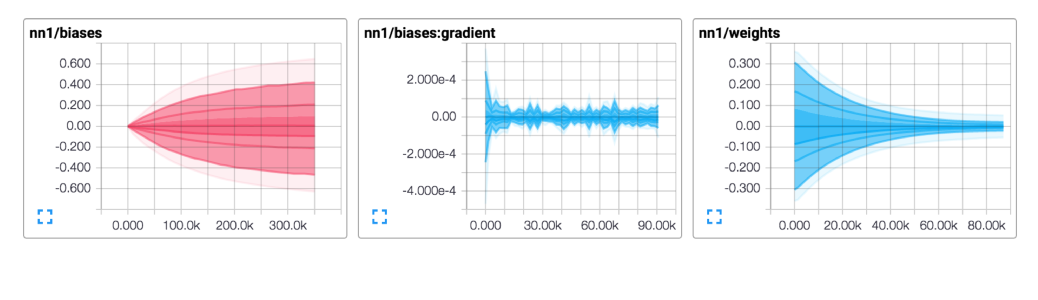 nn1/biases
0.600
0.400
0.200
0.00
-0.200
-0.400
-0.600
0.000 100.0k 200.0k 300.0k
nn1/biases:gradient
2.000e-4
0.00
-2.000e-4
-4.000e-4
0.000 30.00k 60.00k 90.00k
nn1/weights
0.300
0.200
0.100
0.00
-0.100
-0.200
-0.300
0.000 20.00k 40.00k 60.00k 80.00k